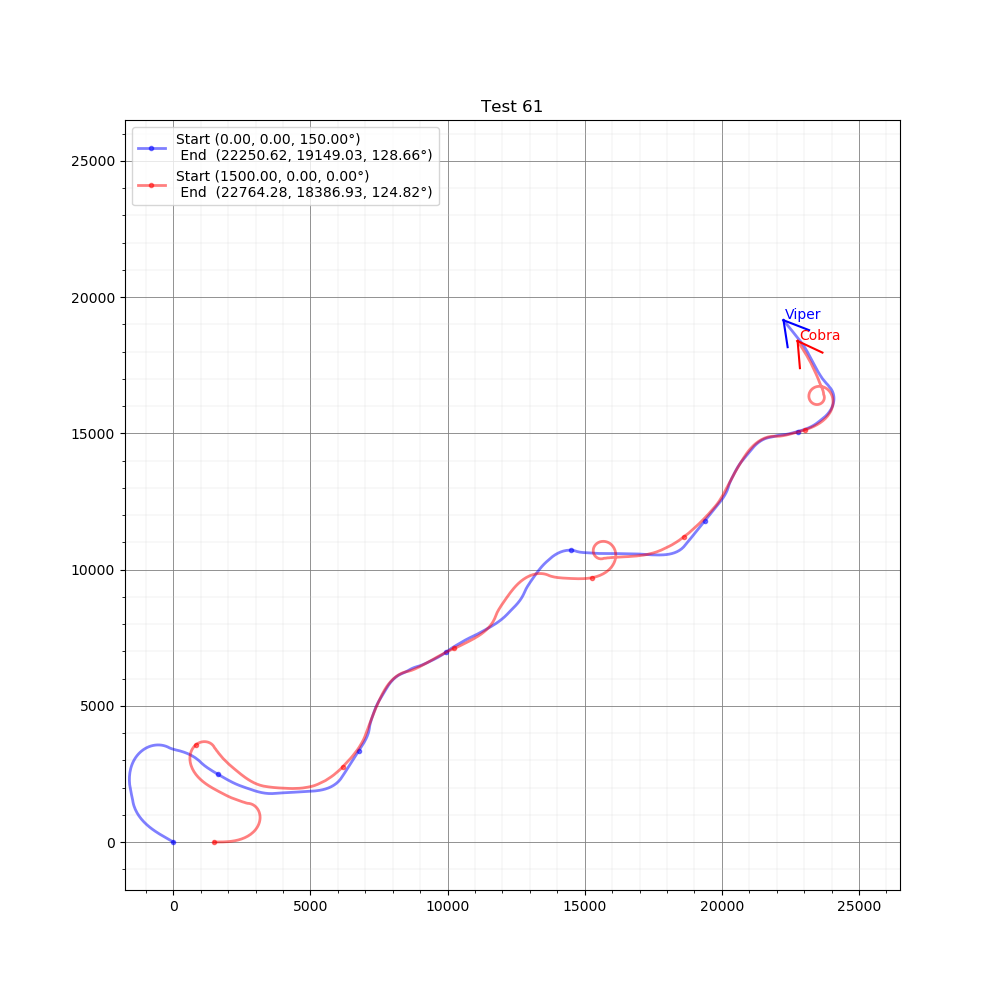 Test 61
Start (0.00, 0.00, 150.00°)
End (22250.62, 19149.03, 128.66°)
Start (1500.00, 0.00, 0.00°)
End (22764.28, 18386.93, 124.82°)
25000
20000
15000
10000
5000
0
Viper
Cobra
0 5000 10000 15000 20000 25000